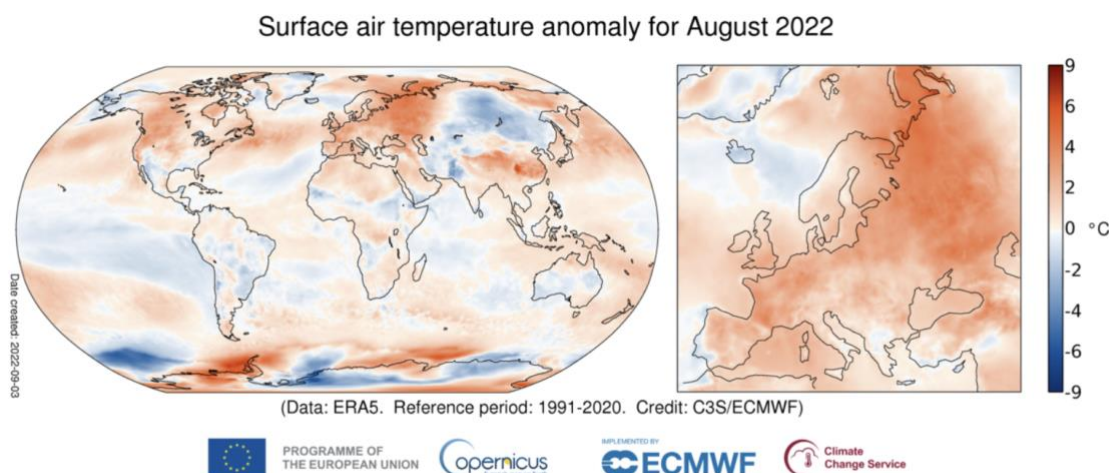 Surface air temperature anomaly for August 2022
9
6
4
2
0 °C
-2
-4
-6
-9
Date created: 2022-09-03
(Data: ERA5. Reference period: 1991-2020. Credit: C3S/ECMWF)
PROGRAMME OF
THE EUROPEAN UNION
opernicus
IMPLEMENTED BY
ECMWF
Climate
Change Service